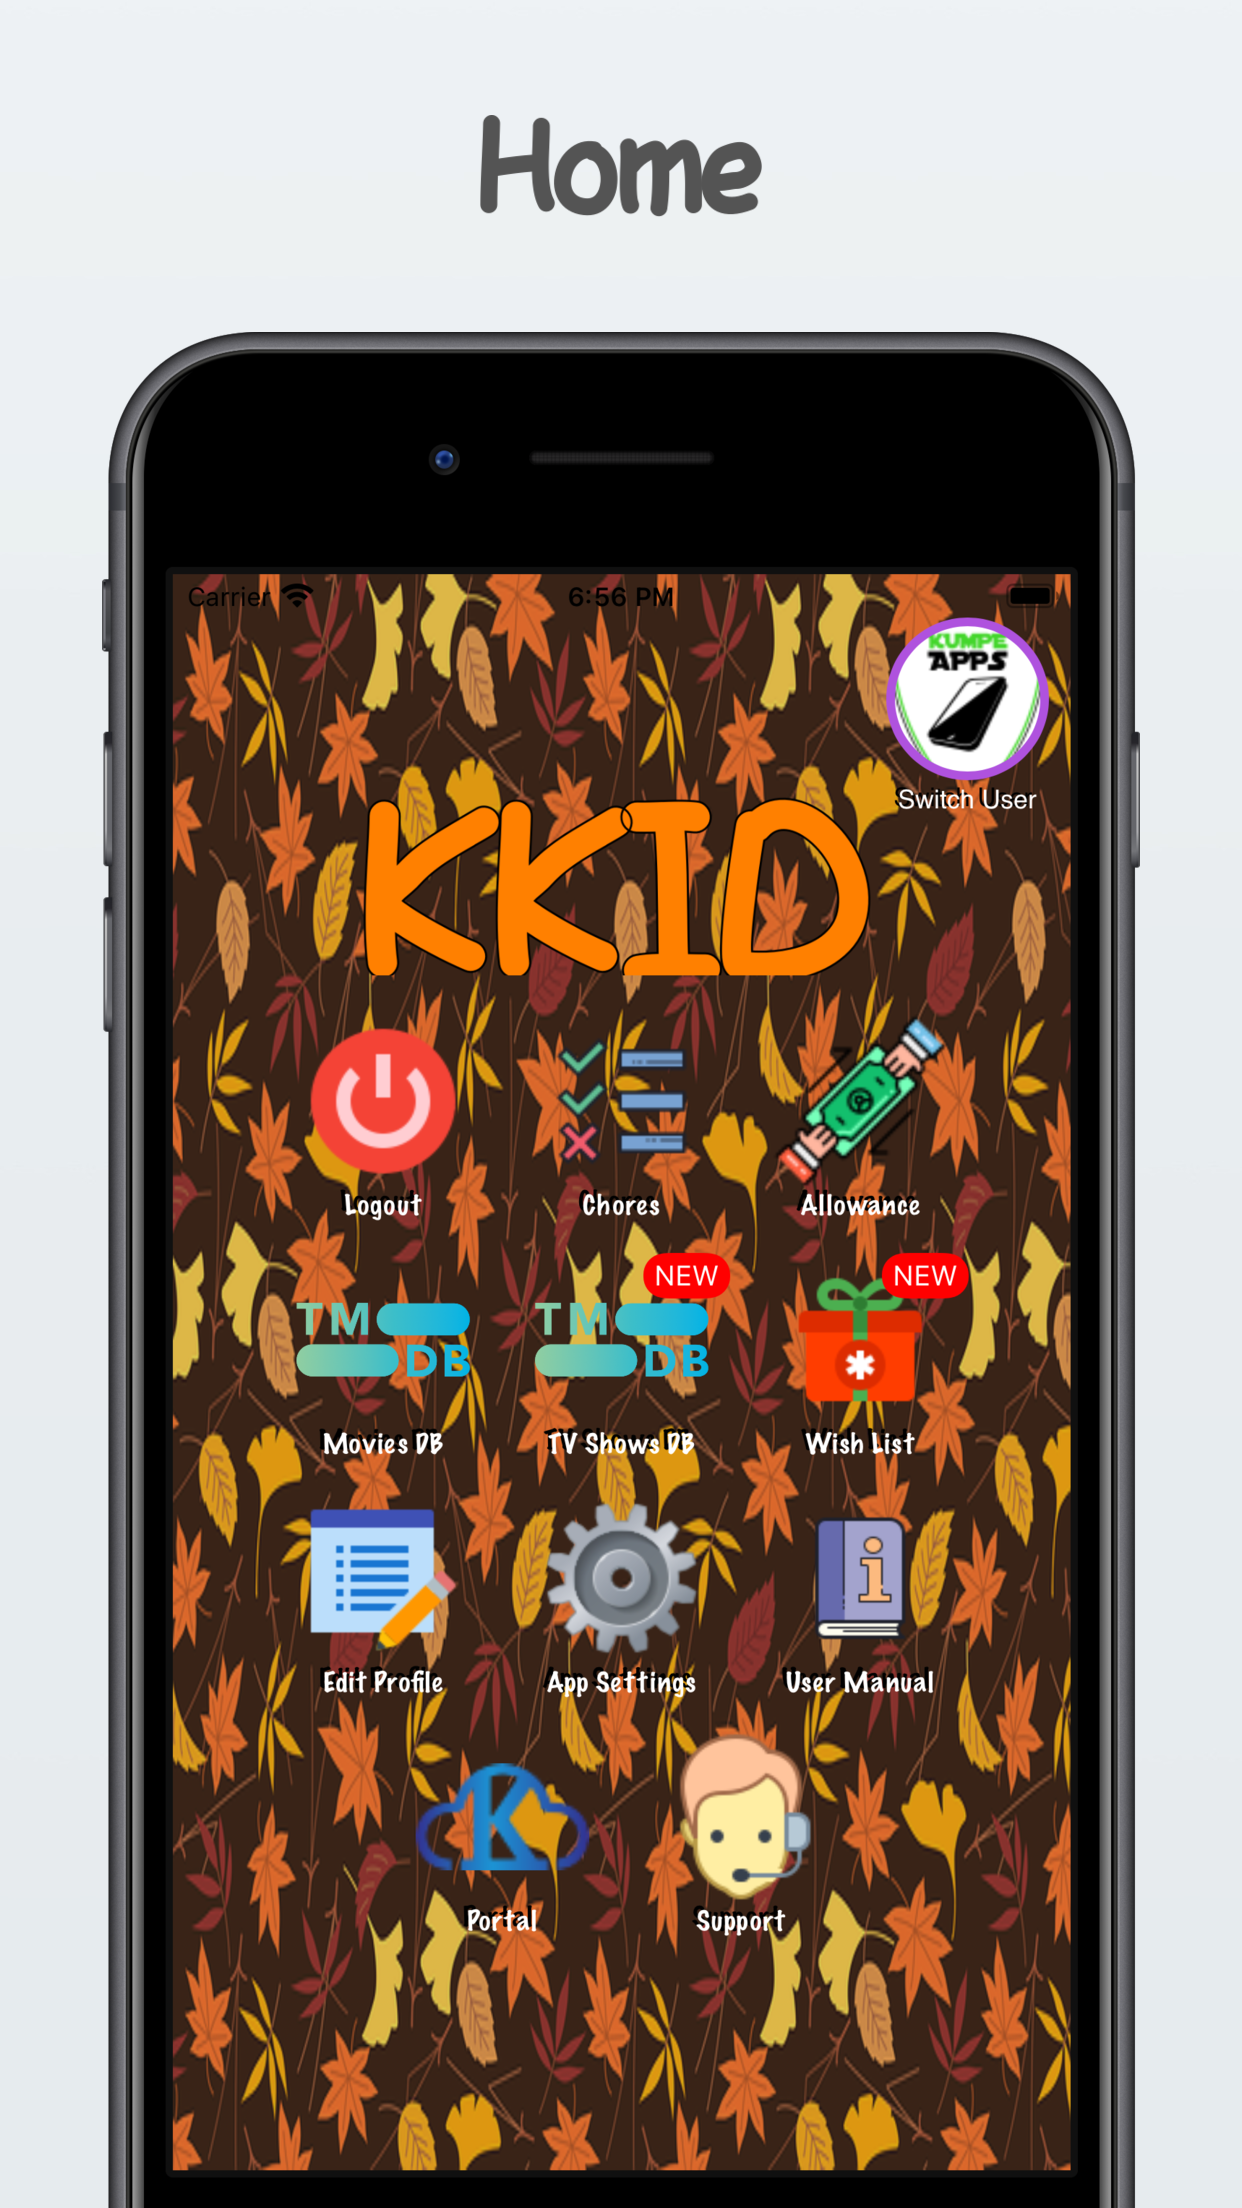 Home
Carrier 6:56 PM
KUMPE
APPS
Switch User
KKID
Logout Chores Allowance
NEW NEW
TM TM
DB DB
Movies DB TV Shows DB Wish List
Edit Profile App Settings User Manual
K
Portal Support